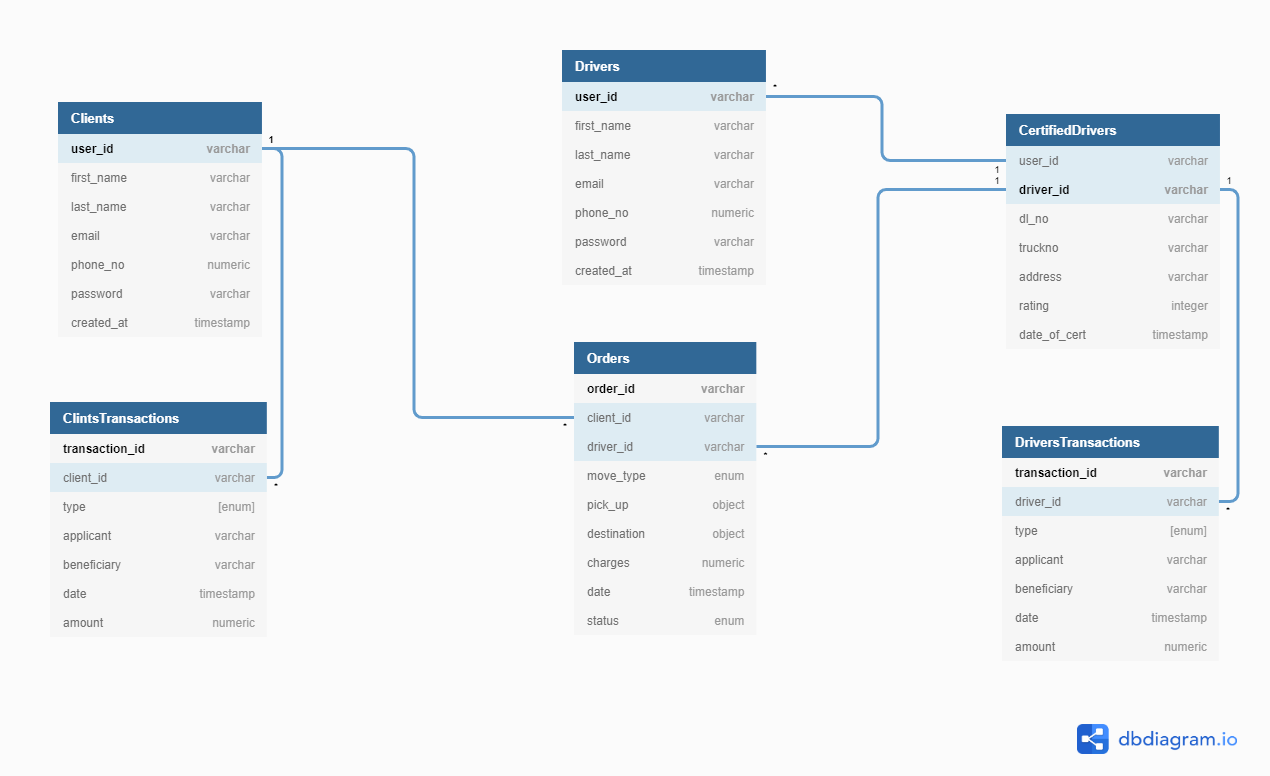 Clients
user_id varchar
first_name varchar
last_name varchar
email varchar
phone_no numeric
password varchar
created_at timestamp
ClintsTransactions
transaction_id varchar
client_id varchar
type [enum]
applicant varchar
beneficiary varchar
date timestamp
amount numeric
Drivers
user_id varchar
first_name varchar
last_name varchar
email varchar
phone_no numeric
password varchar
created_at timestamp
Orders
order_id varchar
client_id varchar
driver_id varchar
move_type enum
pick_up object
destination object
charges numeric
date timestamp
status enum
CertifiedDrivers
user_id varchar
driver_id varchar
dl_no varchar
truckno varchar
address varchar
rating integer
date_of_cert timestamp
DriversTransactions
transaction_id varchar
driver_id varchar
type [enum]
applicant varchar
beneficiary varchar
date timestamp
amount numeric
1
*
*
*
1
1
*
1
*
dbdiagram.io